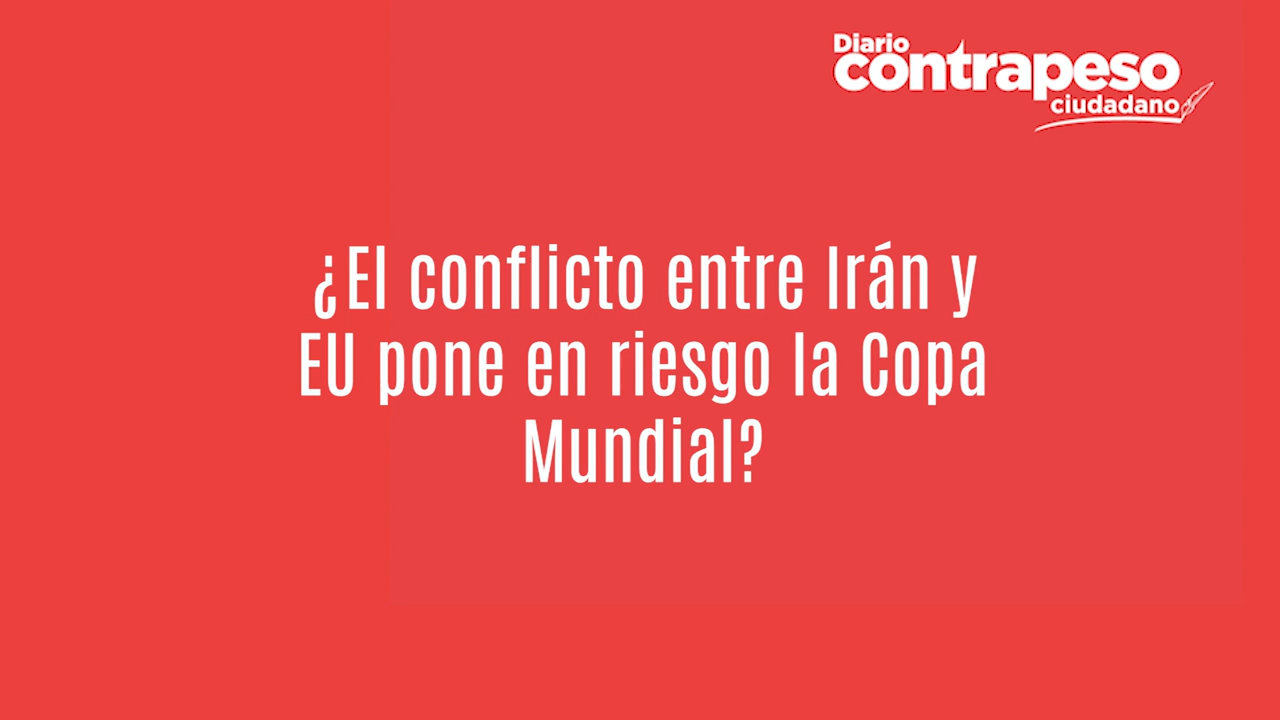 Diario
contrapeso
ciudadano
¿El conflicto entre Irán y
EU pone en riesgo la Copa
Mundial?